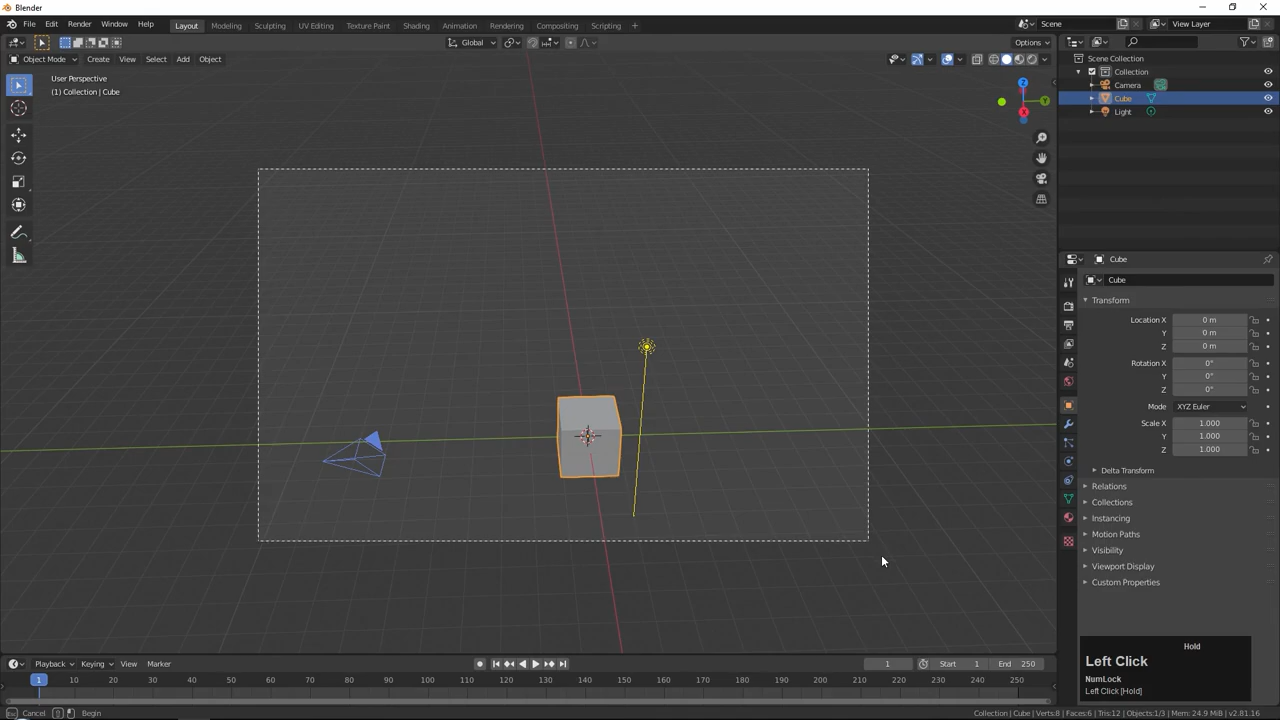 Blender
File Edit Render Window Help Layout Modeling Sculpting UV Editing Texture Paint Shading Animation Rendering Compositing Scripting + Scene View Layer
Global Options
Object Mode Create View Select Add Object
User Perspective
(1) Collection | Cube
Z
Y
X
Scene Collection
Collection
Camera
Cube
Light
Cube
Cube
Transform
Location X 0 m
Y 0 m
Z 0 m
Rotation X 0°
Y 0°
Z 0°
Mode XYZ Euler
Scale X 1.000
Y 1.000
Z 1.000
Delta Transform
Relations
Collections
Instancing
Motion Paths
Visibility
Viewport Display
Custom Properties
Hold
Left Click
NumLock
Left Click [Hold]
Playback Keying View Marker 1 Start 1 End 250
1 10 20 30 40 50 60 70 80 90 100 110 120 130 140 150 160 170 180 190 200 210 220 230 240 250
Cancel Begin Collection | Cube | Verts:8 | Faces:6 | Tris:12 | Objects:1/3 | Mem: 24.9 MiB | v2.81.16